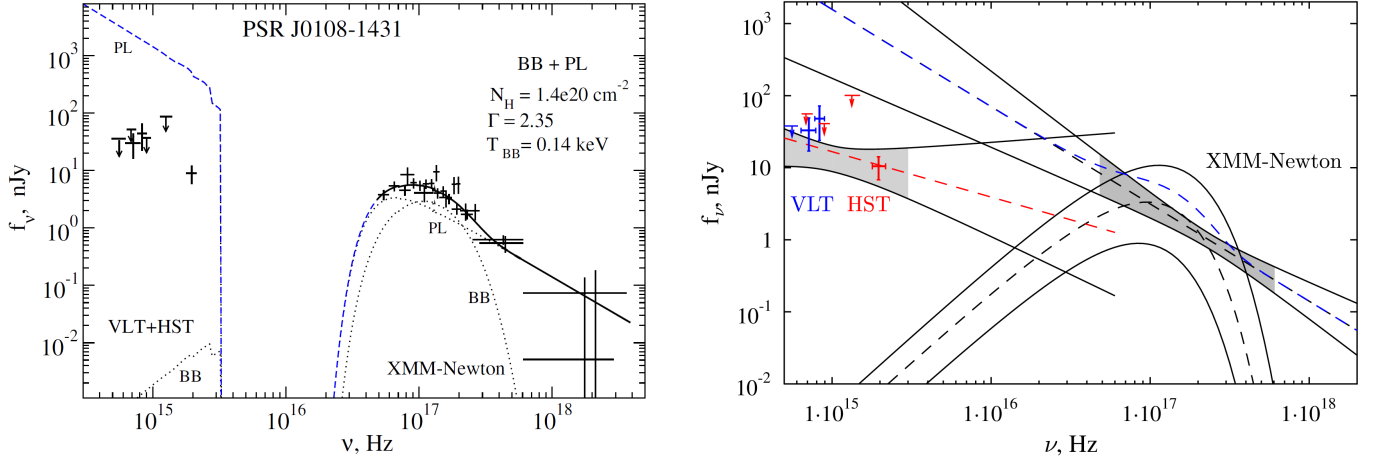 PSR J0108-1431
PL
BB + PL
N_H = 1.4e20 cm^-2
Γ = 2.35
T_BB = 0.14 keV
PL
BB
VLT+HST
BB
XMM-Newton
f_ν, nJy
10^3
10^2
10^1
10^0
10^-1
10^-2
10^15
10^16
10^17
10^18
ν, Hz
XMM-Newton
VLT
HST
f_ν, nJy
10^2
10
1
10^-1
10^-2
1·10^15
1·10^16
1·10^17
1·10^18
ν, Hz